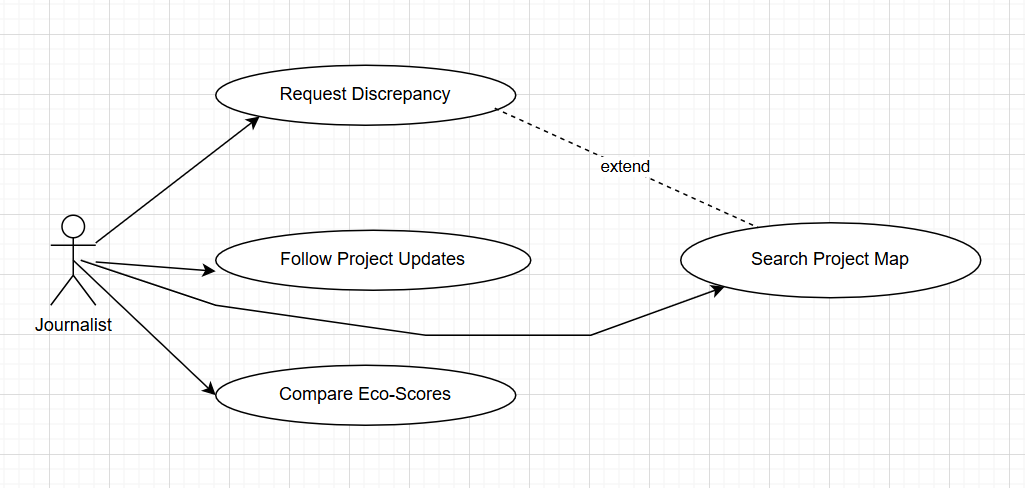 Request Discrepancy
extend
Follow Project Updates
Search Project Map
Journalist
Compare Eco-Scores